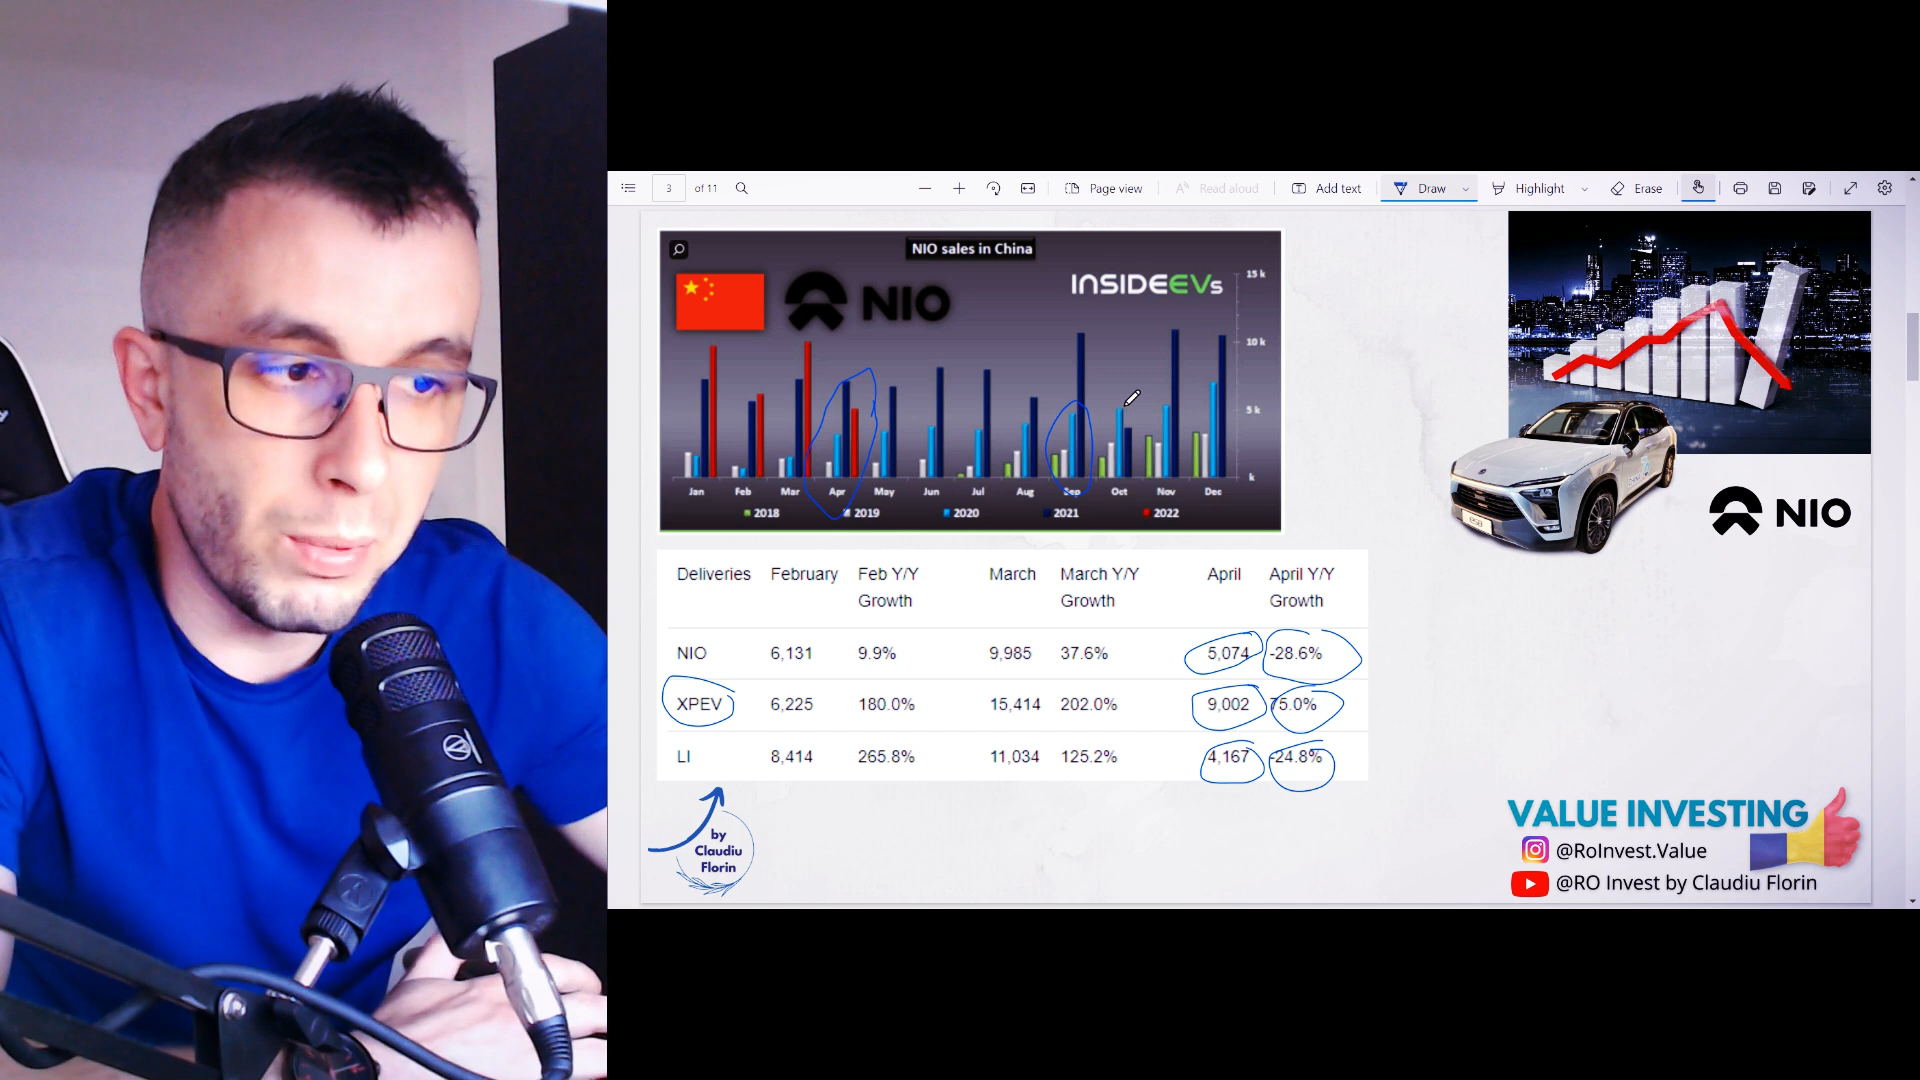 3 of 11
Page view
Read aloud
Add text
Draw
Highlight
Erase
NIO sales in China
INSIDEEVs
NIO
15 k
10 k
5 k
k
Jan Feb Mar Apr May Jun Jul Aug Sep Oct Nov Dec
2018 2019 2020 2021 2022
NIO
Deliveries February Feb Y/Y Growth March March Y/Y Growth April April Y/Y Growth
NIO 6,131 9.9% 9,985 37.6% 5,074 -28.6%
XPEV 6,225 180.0% 15,414 202.0% 9,002 75.0%
LI 8,414 265.8% 11,034 125.2% 4,167 -24.8%
by
Claudiu
Florin
VALUE INVESTING
@RoInvest.Value
@RO Invest by Claudiu Florin